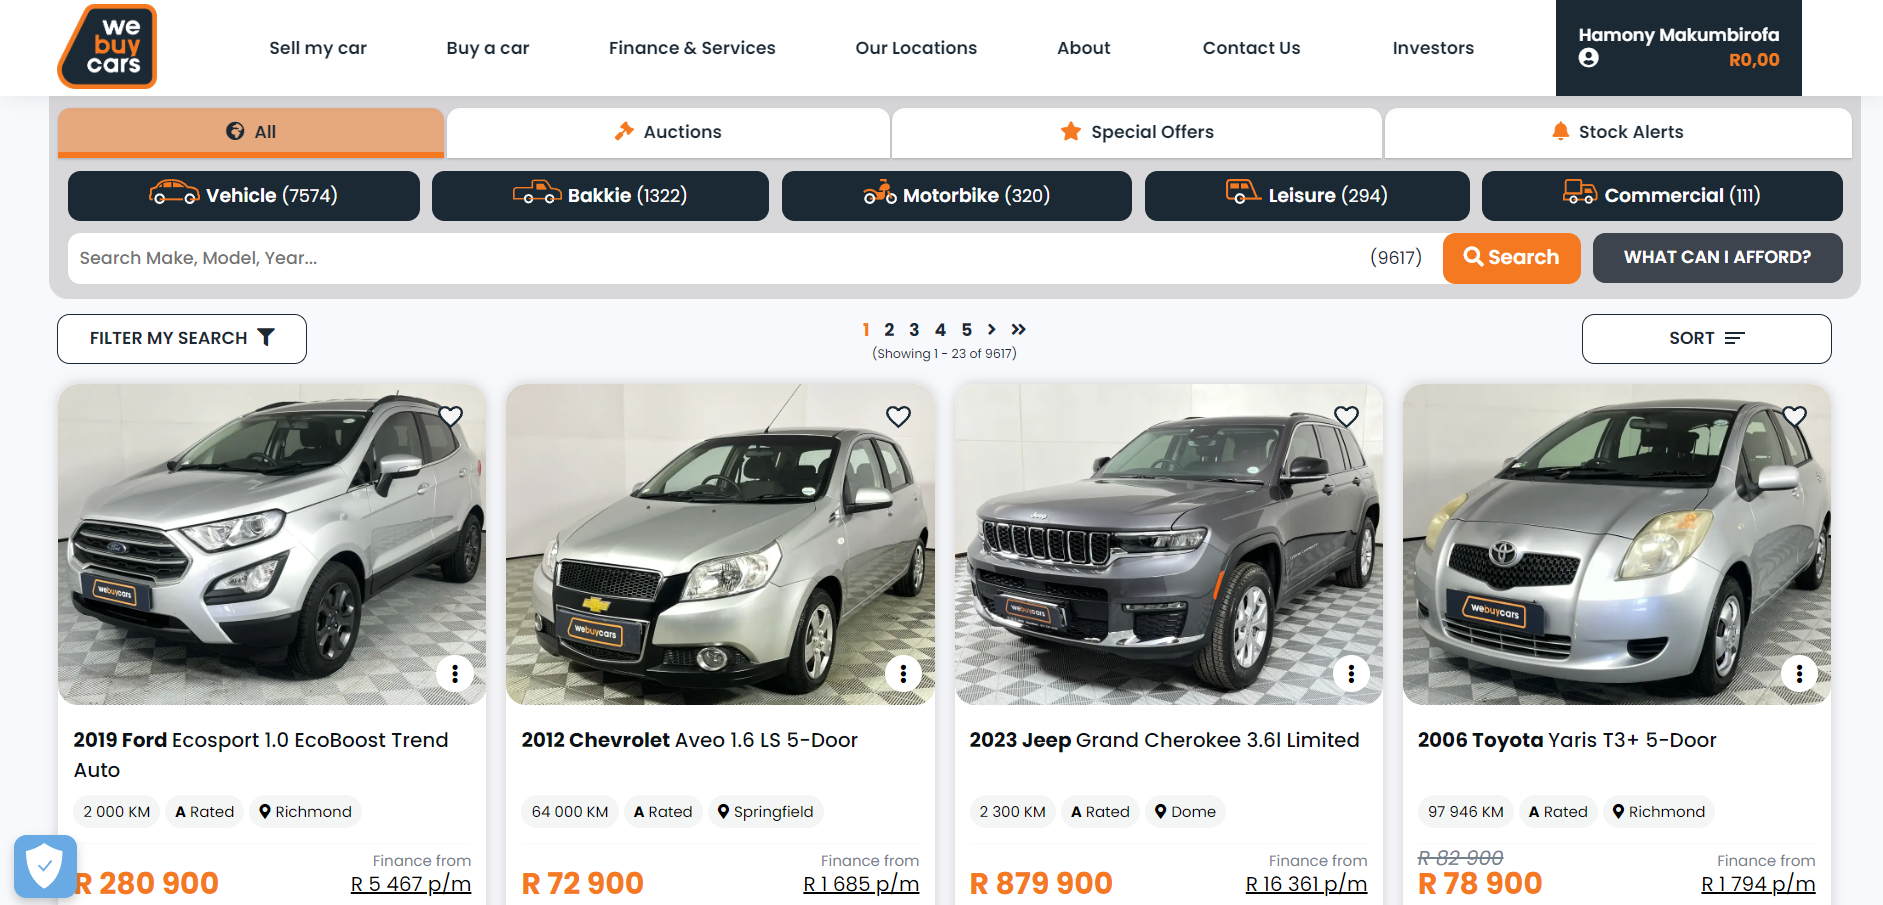 we
buy
cars
Sell my car
Buy a car
Finance & Services
Our Locations
About
Contact Us
Investors
Hamony Makumbirofa
R0,00
All
Auctions
Special Offers
Stock Alerts
Vehicle (7574)
Bakkie (1322)
Motorbike (320)
Leisure (294)
Commercial (111)
Search Make, Model, Year...
(9617)
Search
WHAT CAN I AFFORD?
FILTER MY SEARCH
1 2 3 4 5 > »
(Showing 1 - 23 of 9617)
SORT
webuycars
webuycars
Jeep
webuycars
webuycars
2019 Ford Ecosport 1.0 EcoBoost Trend
Auto
2 000 KM
A Rated
Richmond
Finance from
R 280 900
R 5 467 p/m
2012 Chevrolet Aveo 1.6 LS 5-Door
64 000 KM
A Rated
Springfield
Finance from
R 72 900
R 1 685 p/m
2023 Jeep Grand Cherokee 3.6l Limited
2 300 KM
A Rated
Dome
Finance from
R 879 900
R 16 361 p/m
2006 Toyota Yaris T3+ 5-Door
97 946 KM
A Rated
Richmond
R 82 900
Finance from
R 78 900
R 1 794 p/m